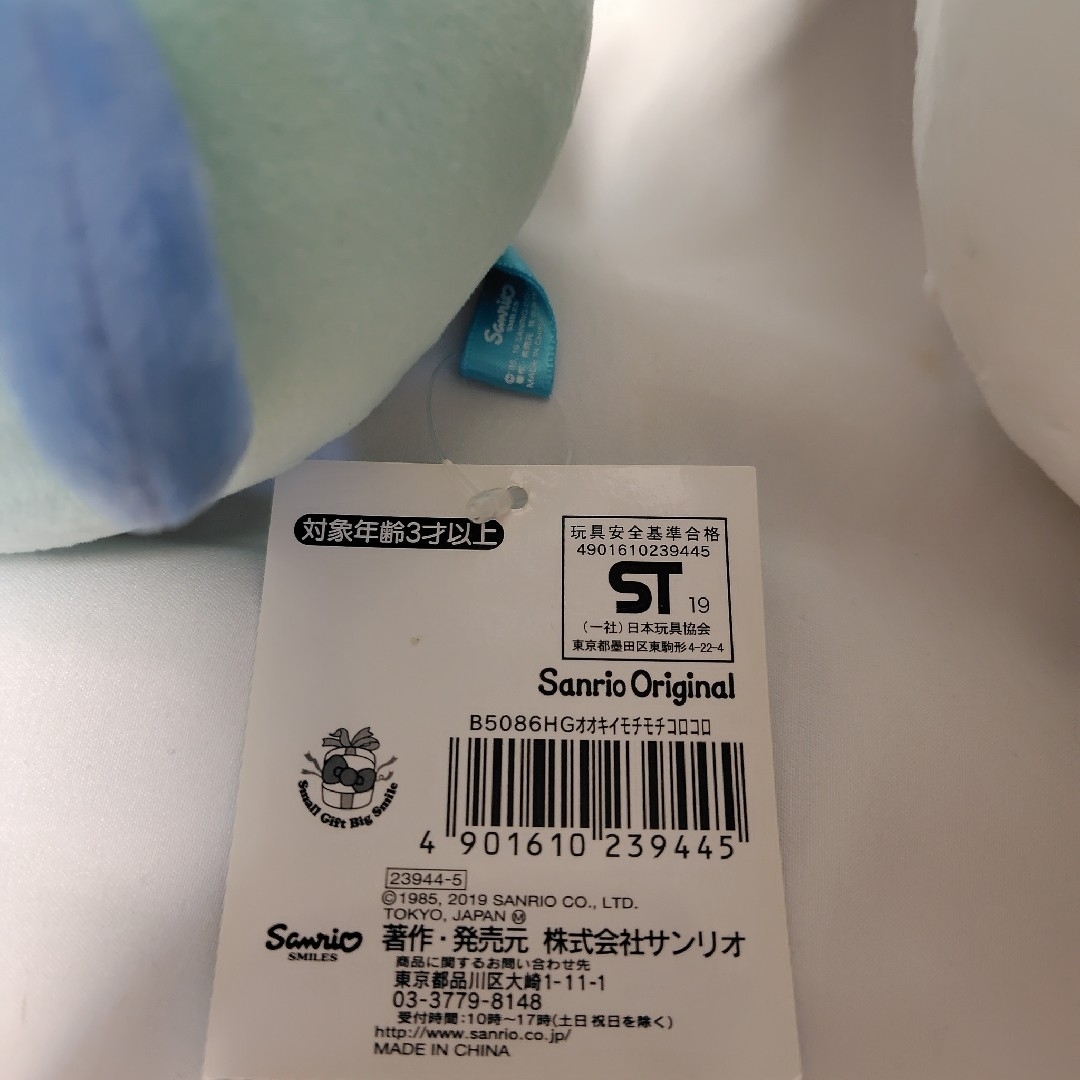 Sanrio
SMILES
MADE IN CHINA
対象年齢3才以上
玩具安全基準合格
4901610239445
ST 19
(一社)日本玩具協会
東京都墨田区東駒形4-22-4
Sanrio Original
B5086HGオオキイモチモチコロコロ
Small Gift Big Smile
4 901610 239445
23944-5
©1985, 2019 SANRIO CO., LTD.
TOKYO, JAPAN Ⓜ
Sanrio
SMILES
著作・発売元 株式会社サンリオ
商品に関するお問い合わせ先
東京都品川区大崎1-11-1
03-3779-8148
受付時間:10時〜17時(土日祝日を除く)
http://www.sanrio.co.jp/
MADE IN CHINA